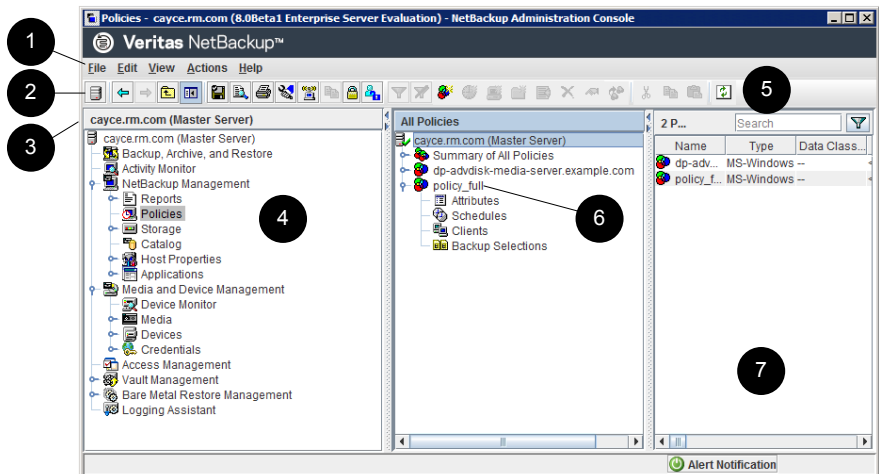 Policies - cayce.rm.com (8.0Beta1 Enterprise Server Evaluation) - NetBackup Administration Console
Veritas NetBackup™
File Edit View Actions Help
1
2
3
cayce.rm.com (Master Server)
cayce.rm.com (Master Server)
Backup, Archive, and Restore
Activity Monitor
NetBackup Management
Reports
Policies
Storage
Catalog
Host Properties
Applications
Media and Device Management
Device Monitor
Media
Devices
Credentials
Access Management
Vault Management
Bare Metal Restore Management
Logging Assistant
4
All Policies
cayce.rm.com (Master Server)
Summary of All Policies
dp-advdisk-media-server.example.com
policy_full
Attributes
Schedules
Clients
Backup Selections
6
5
2 P... Search
Name Type Data Class...
dp-adv... MS-Windows --
policy_f... MS-Windows --
7
Alert Notification